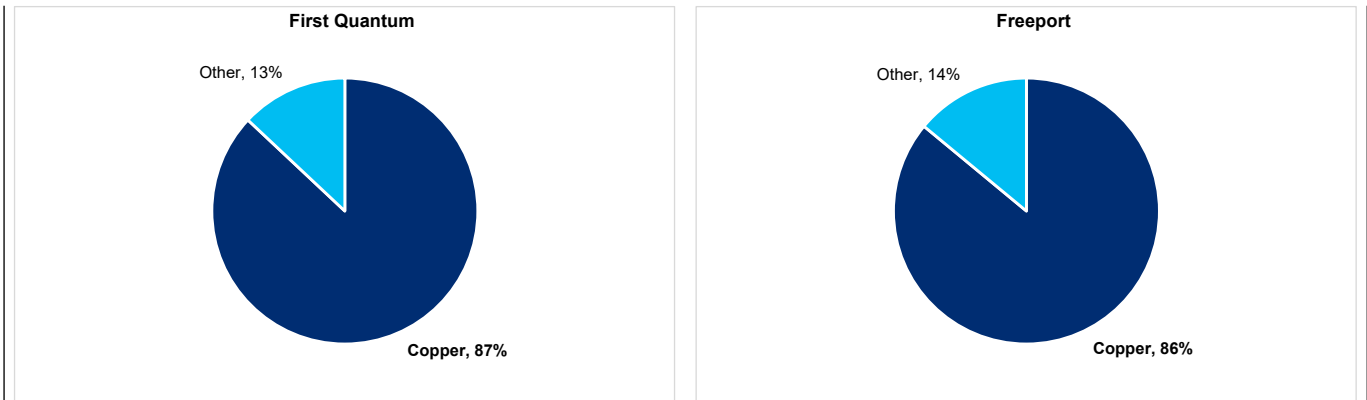 First Quantum
Other, 13%
Copper, 87%
Freeport
Other, 14%
Copper, 86%